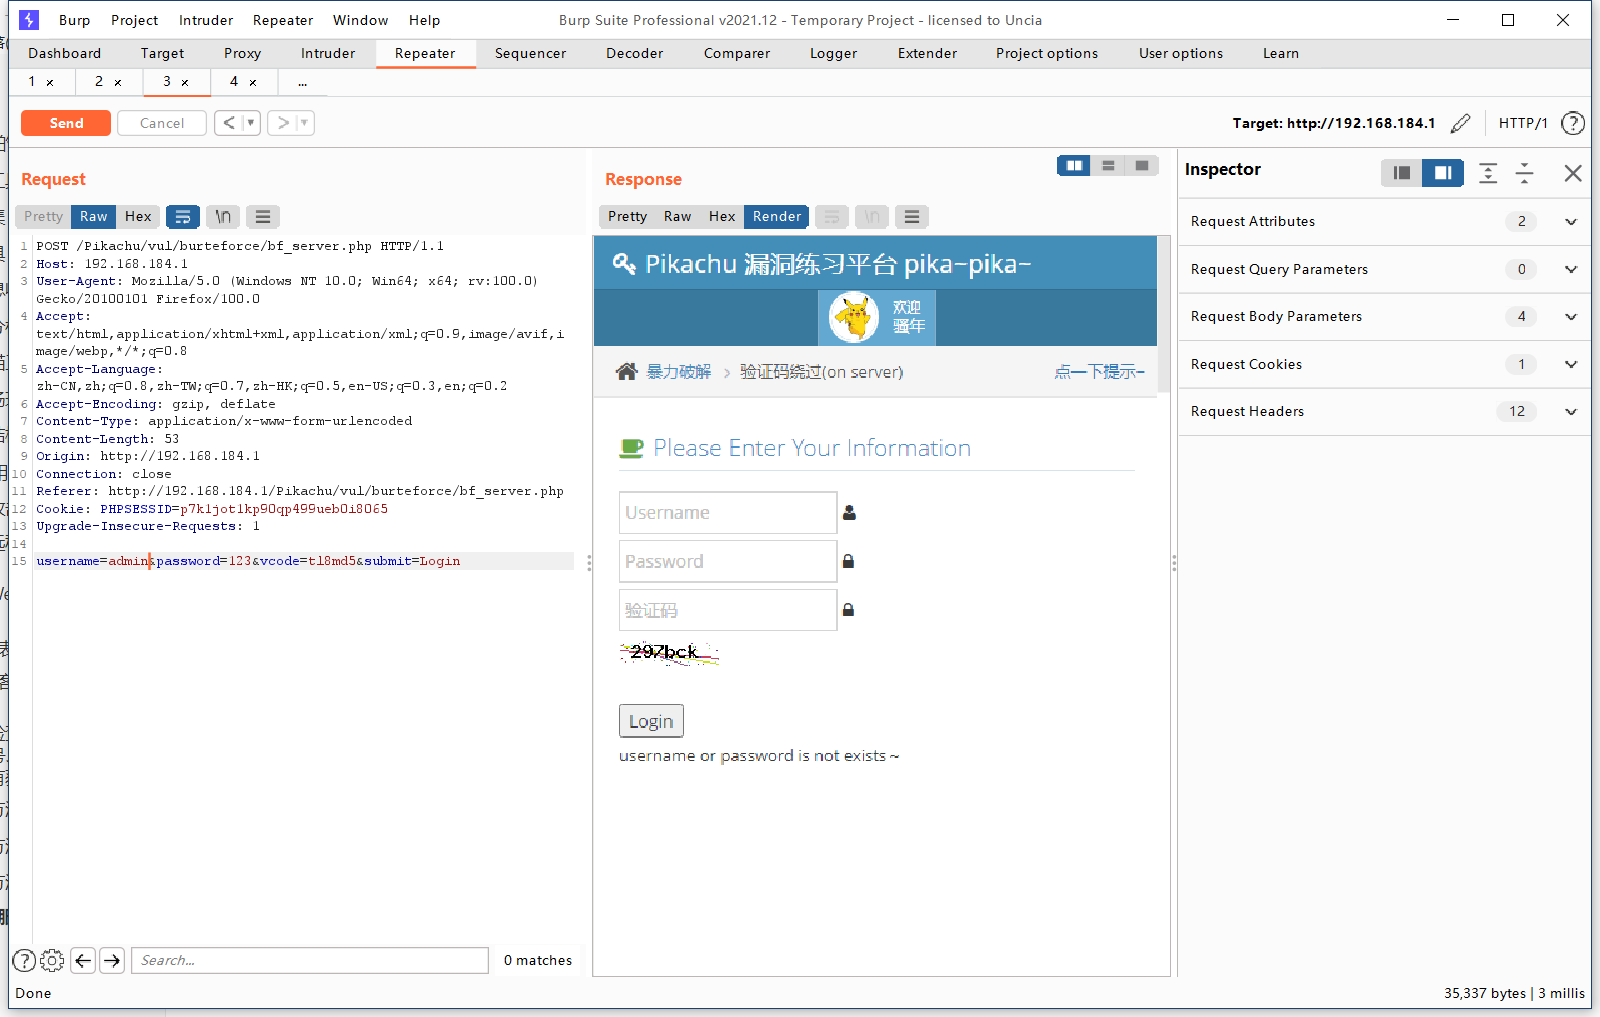 Burp Project Intruder Repeater Window Help
Burp Suite Professional v2021.12 - Temporary Project - licensed to Uncia
Dashboard Target Proxy Intruder Repeater Sequencer Decoder Comparer Logger Extender Project options User options Learn
1 × 2 × 3 × 4 × ...
Send Cancel < >
Target: http://192.168.184.1 HTTP/1 ?
Request
Pretty Raw Hex \n
1 POST /Pikachu/vul/burteforce/bf_server.php HTTP/1.1
2 Host: 192.168.184.1
3 User-Agent: Mozilla/5.0 (Windows NT 10.0; Win64; x64; rv:100.0)
Gecko/20100101 Firefox/100.0
4 Accept:
text/html,application/xhtml+xml,application/xml;q=0.9,image/avif,i
mage/webp,*/*;q=0.8
5 Accept-Language:
zh-CN,zh;q=0.8,zh-TW;q=0.7,zh-HK;q=0.5,en-US;q=0.3,en;q=0.2
6 Accept-Encoding: gzip, deflate
7 Content-Type: application/x-www-form-urlencoded
8 Content-Length: 53
9 Origin: http://192.168.184.1
10 Connection: close
11 Referer: http://192.168.184.1/Pikachu/vul/burteforce/bf_server.php
12 Cookie: PHPSESSID=p7k1jot1kp90qp499ueb0i8065
13 Upgrade-Insecure-Requests: 1
14
15 username=admin&password=123&vcode=tl8md5&submit=Login
? Search... 0 matches
Done
Response
Pretty Raw Hex Render \n
Pikachu 漏洞练习平台 pika~pika~
欢迎
骚年
暴力破解 > 验证码绕过(on server) 点一下提示~
Please Enter Your Information
Username
Password
验证码
297bck
Login
username or password is not exists～
Inspector
Request Attributes 2
Request Query Parameters 0
Request Body Parameters 4
Request Cookies 1
Request Headers 12
35,337 bytes | 3 millis